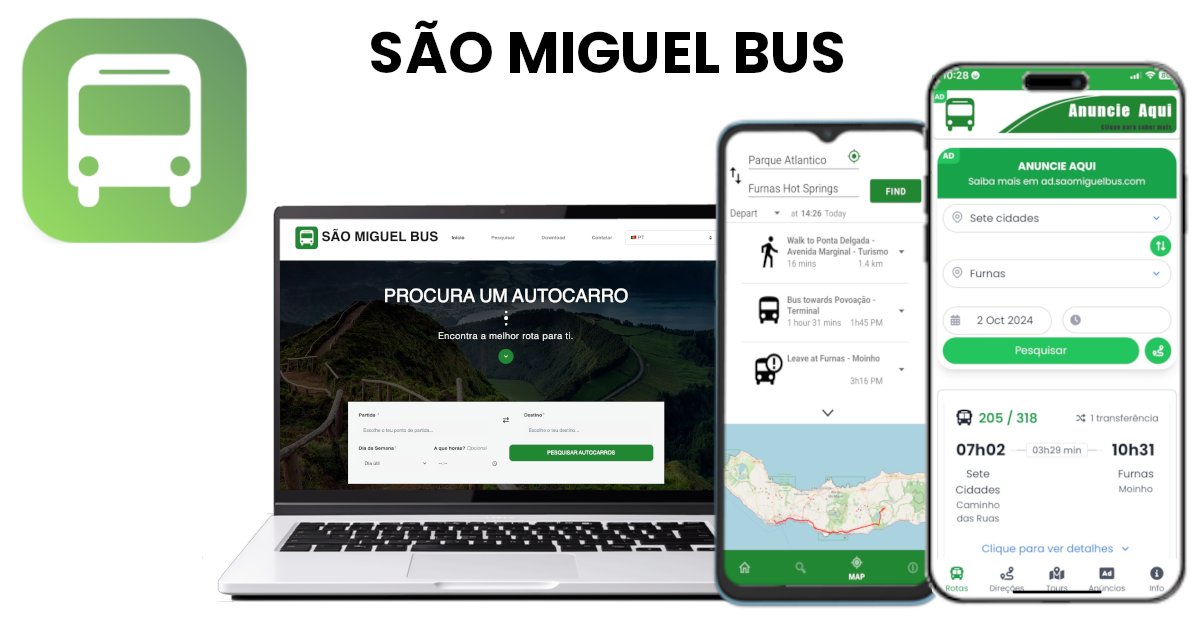 SÃO MIGUEL BUS
SÃO MIGUEL BUS
Início
Pesquisar
Download
Contatar
PT
PROCURA UM AUTOCARRO
Encontra a melhor rota para ti.
Partida *
Escolhe o teu ponto de partida...
Destino *
Escolhe o teu destino...
Dia da Semana*
A que horas? (Opcional)
Dia útil
--:--
PESQUISAR AUTOCARROS
Parque Atlantico
Furnas Hot Springs
FIND
Depart
at 14:26 Today
Walk to Ponta Delgada -
Avenida Marginal - Turismo
16 mins
1.4 km
Bus towards Povoação -
Terminal
1 hour 31 mins
1h45 PM
Leave at Furnas - Moinho
3h16 PM
MAP
10:28
AD
Anuncie Aqui
Clique para saber mais
AD
ANUNCIE AQUI
Saiba mais em ad.saomiguelbus.com
Sete cidades
Furnas
2 Oct 2024
Pesquisar
205 / 318
1 transferência
07h02
03h29 min
10h31
Sete
Cidades
Caminho
das Ruas
Furnas
Moinho
Clique para ver detalhes
Rotas
Direções
Tours
Ad
Anúncios
Info